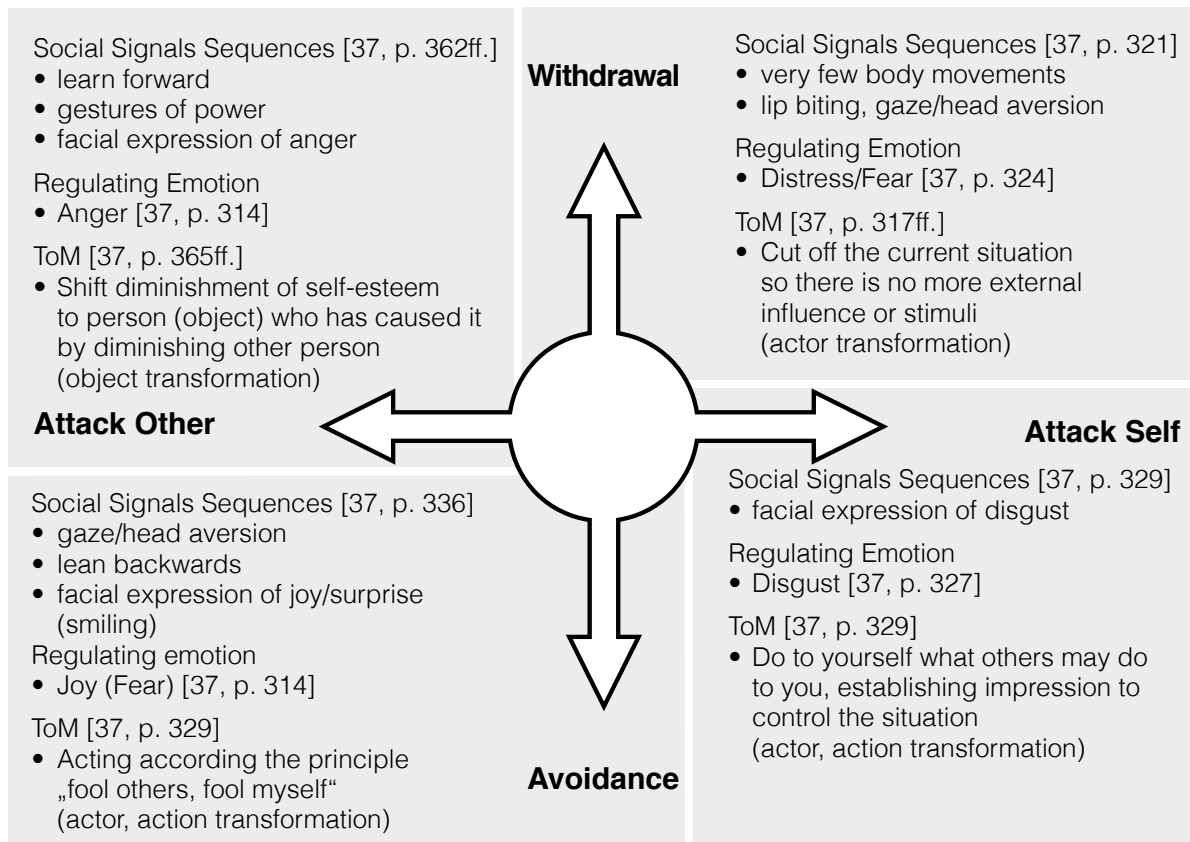 Social Signals Sequences [37, p. 362ff.]
• learn forward
• gestures of power
• facial expression of anger
Regulating Emotion
• Anger [37, p. 314]
ToM [37, p. 365ff.]
• Shift diminishment of self-esteem
to person (object) who has caused it
by diminishing other person
(object transformation)
Attack Other
Withdrawal
Social Signals Sequences [37, p. 321]
• very few body movements
• lip biting, gaze/head aversion
Regulating Emotion
• Distress/Fear [37, p. 324]
ToM [37, p. 317ff.]
• Cut off the current situation
so there is no more external
influence or stimuli
(actor transformation)
Social Signals Sequences [37, p. 336]
• gaze/head aversion
• lean backwards
• facial expression of joy/surprise
(smiling)
Regulating emotion
• Joy (Fear) [37, p. 314]
ToM [37, p. 329]
• Acting according the principle
„fool others, fool myself“
(actor, action transformation)
Avoidance
Attack Self
Social Signals Sequences [37, p. 329]
• facial expression of disgust
Regulating Emotion
• Disgust [37, p. 327]
ToM [37, p. 329]
• Do to yourself what others may do
to you, establishing impression to
control the situation
(actor, action transformation)